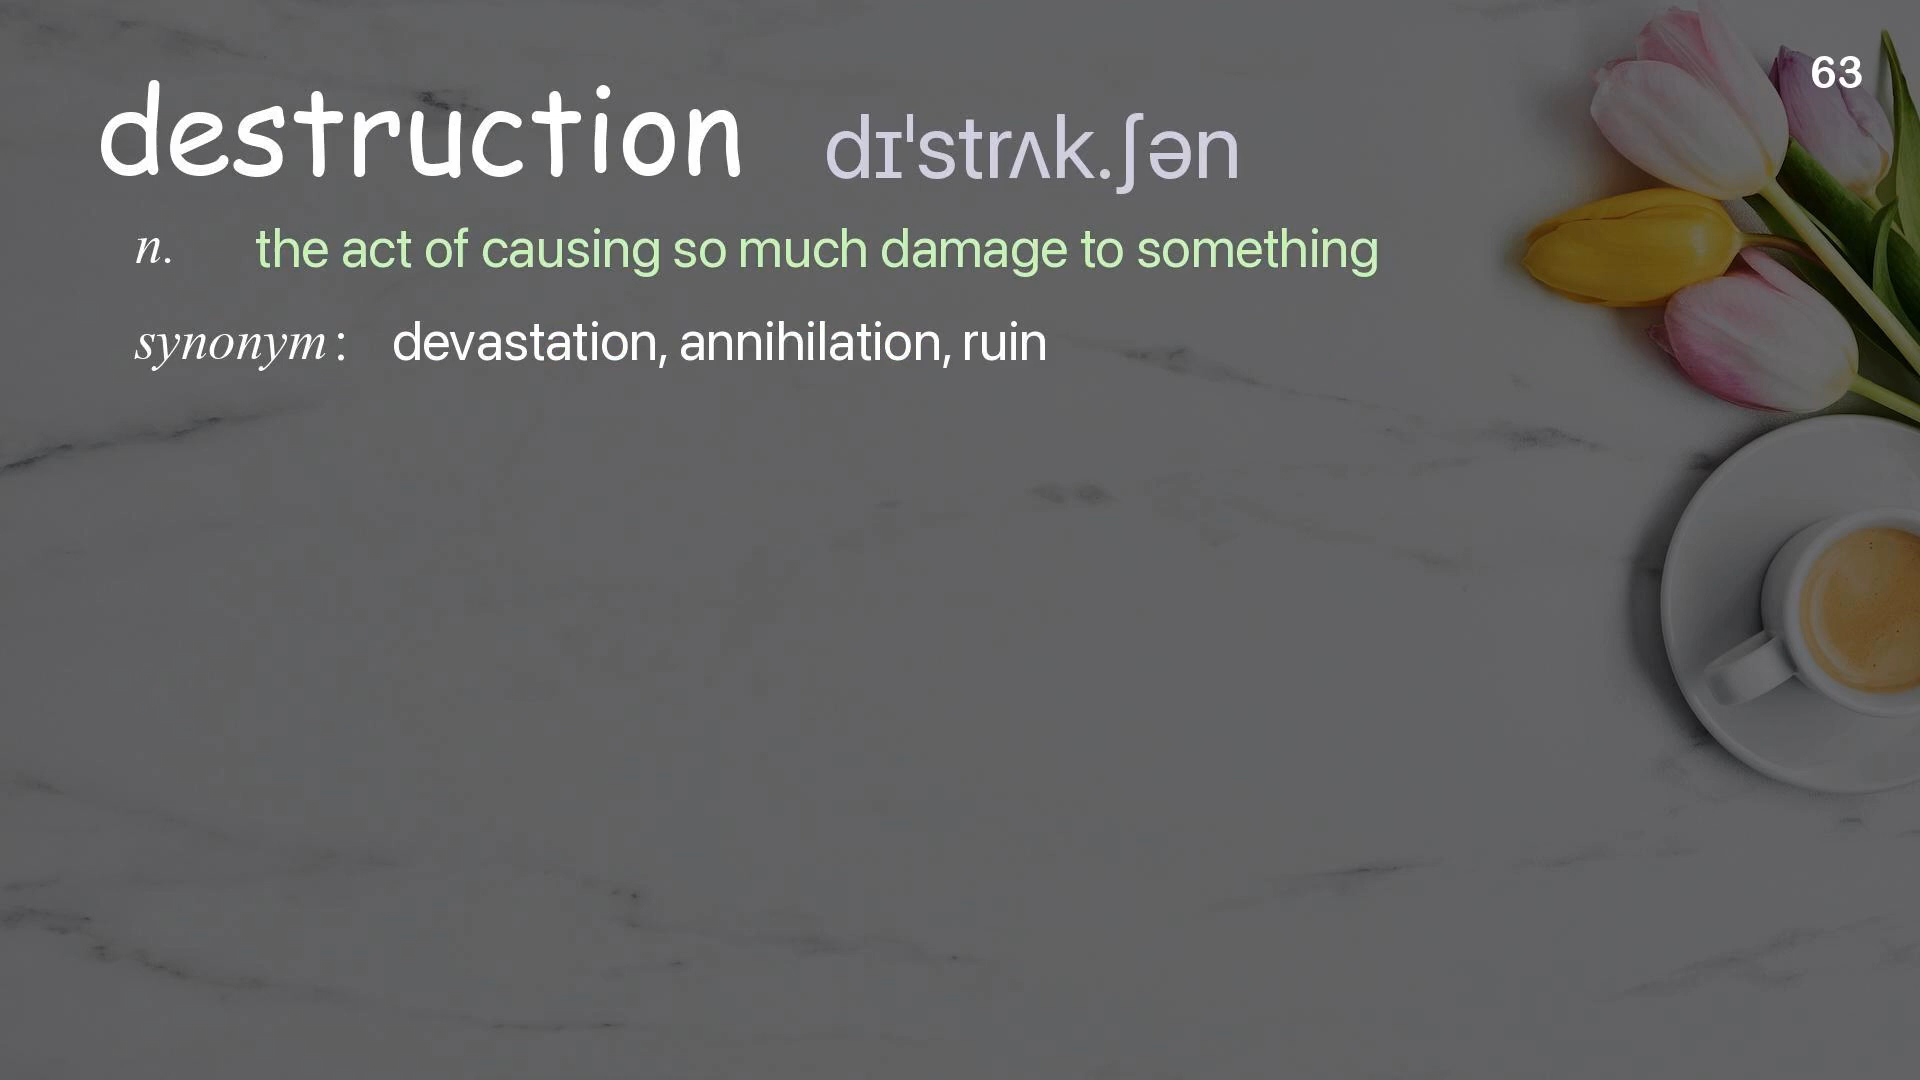 63
destruction dɪˈstrʌk.ʃən
n. the act of causing so much damage to something
synonym : devastation, annihilation, ruin